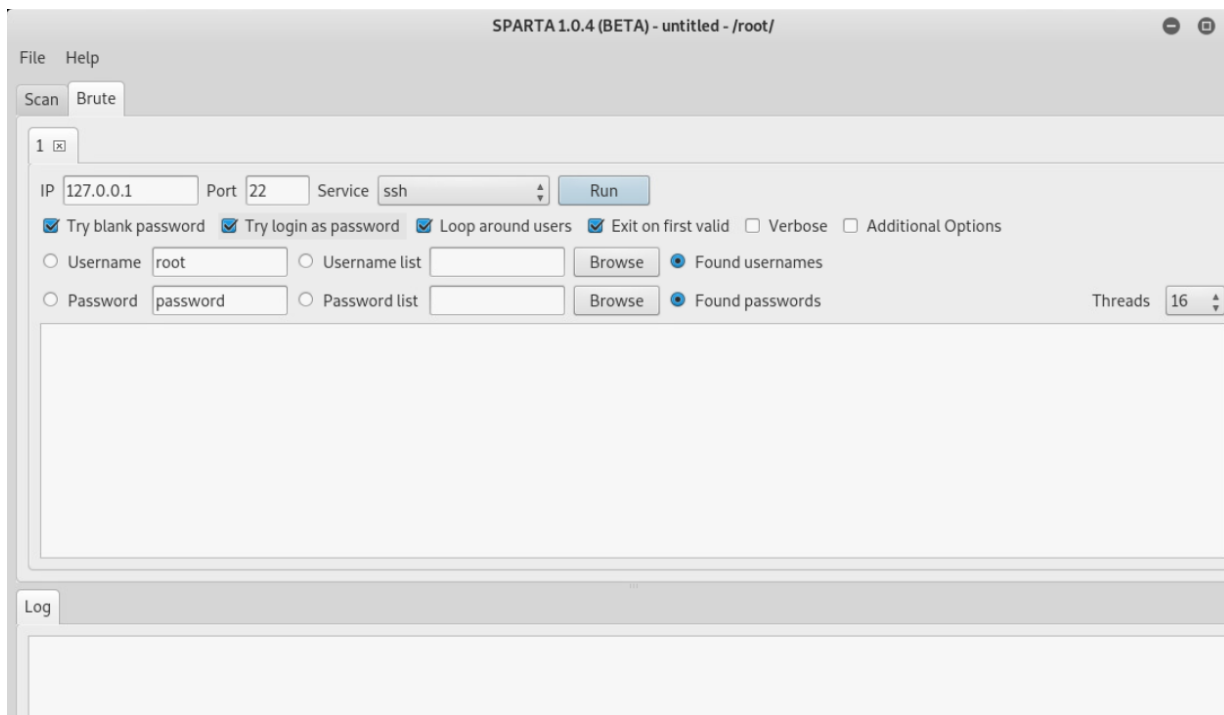 SPARTA 1.0.4 (BETA) - untitled - /root/
File Help
Scan Brute
1
IP 127.0.0.1 Port 22 Service ssh Run
Try blank password Try login as password Loop around users Exit on first valid Verbose Additional Options
Username root Username list Browse Found usernames
Password password Password list Browse Found passwords Threads 16
Log